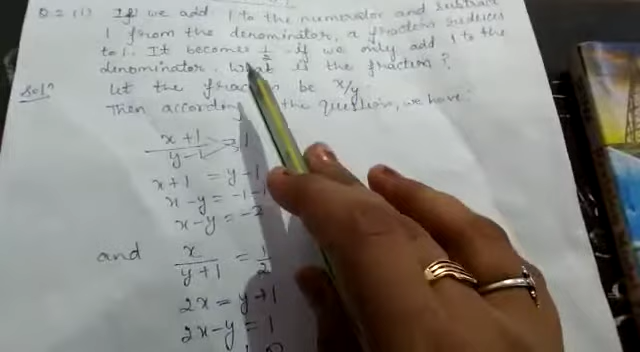 Q=2 (i) If we add 1 to the numerator and subtract
1 from the denominator, a fraction reduces
to 1. It becomes 1/2 if we only add 1 to the
denominator. What is the fraction?
Sol? Let the fraction be x/y
Then according the question, we have:
x+1/y-1 = 1
x+1 = y-1
x-y = -1-1
x-y = -2
and x/y+1 = 1/2
2x = y+1
2x-y = 1